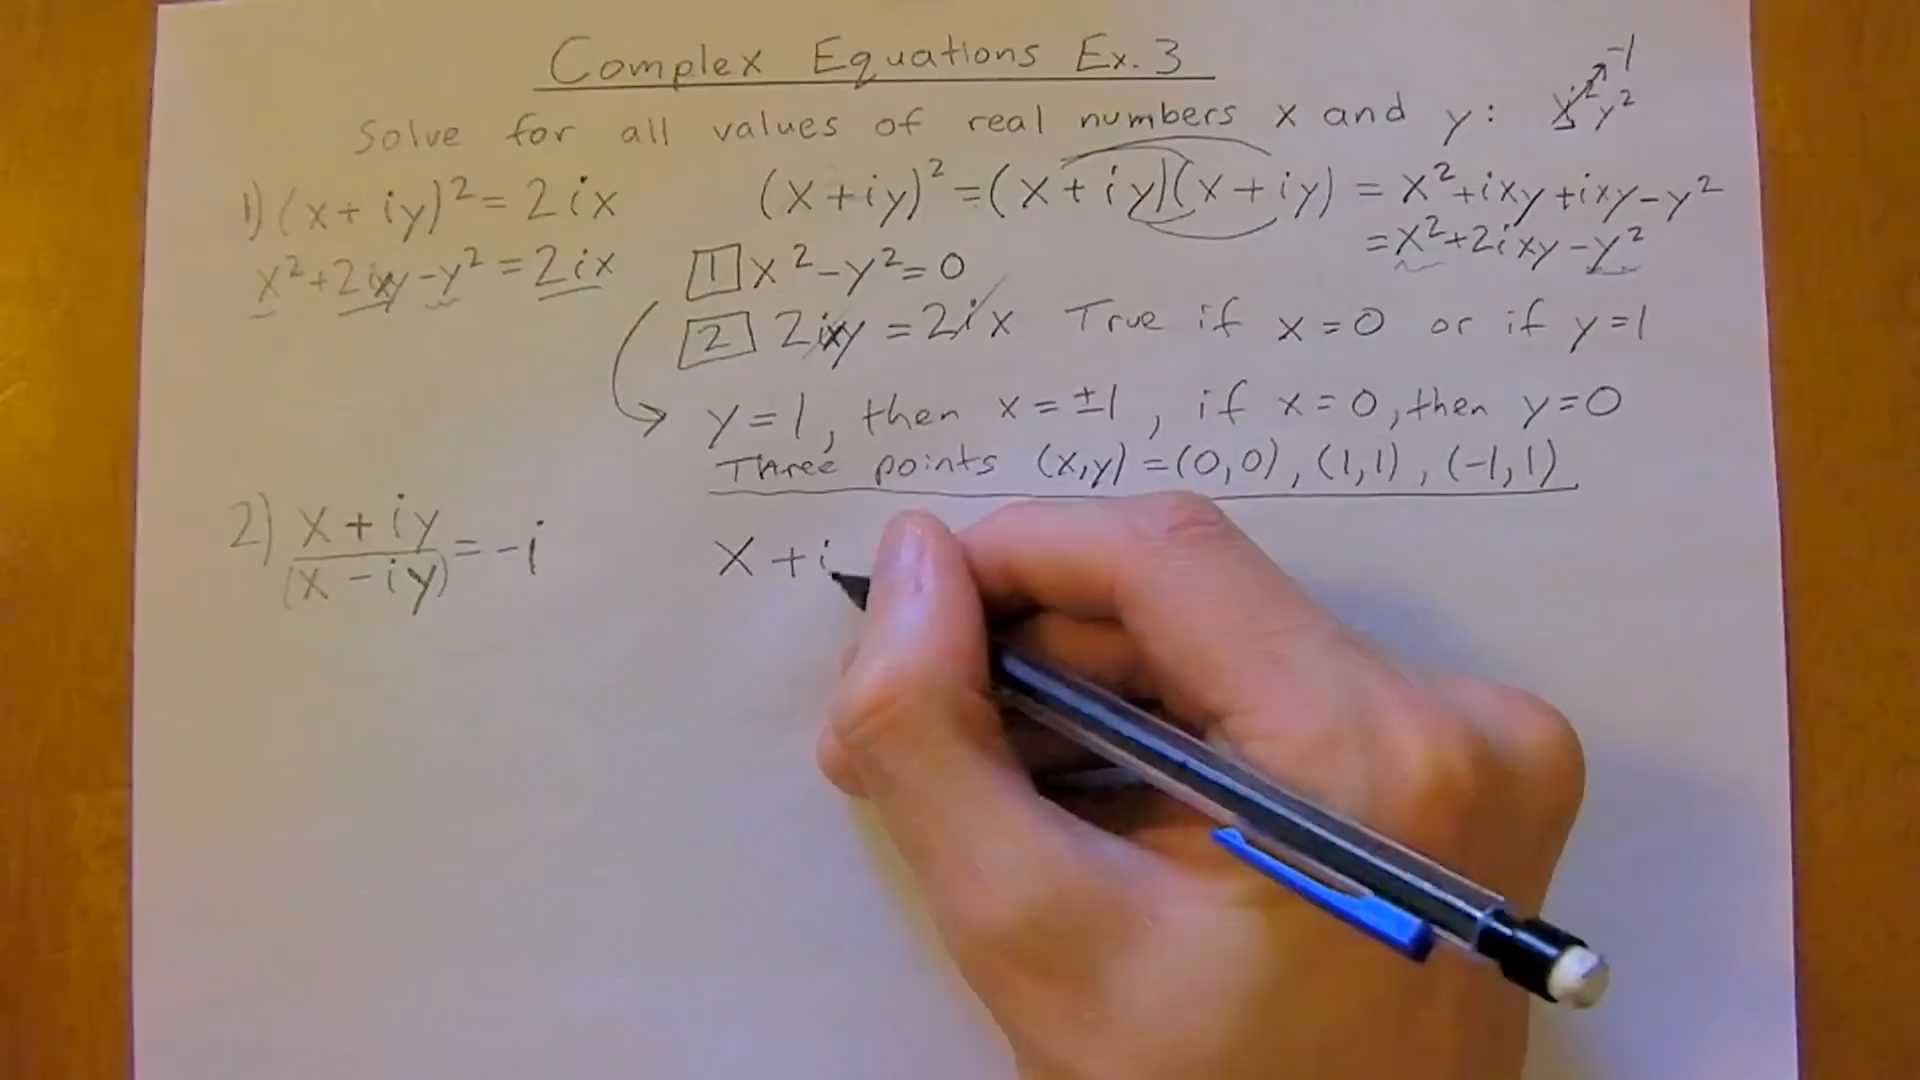 Complex Equations Ex. 3
Solve for all values of real numbers x and y: i²y² → -1
1) (x + iy)² = 2ix
(x + iy)² = (x + iy)(x + iy) = x² + ixy + ixy - y²
= x² + 2ixy - y²
x² + 2ixy - y² = 2ix
1 x² - y² = 0
2 2ixy = 2ix True if x = 0 or if y = 1
y = 1, then x = ±1, if x = 0, then y = 0
Three points (x,y) = (0,0), (1,1), (-1,1)
2) x + iy / (x - iy) = -i
x + i